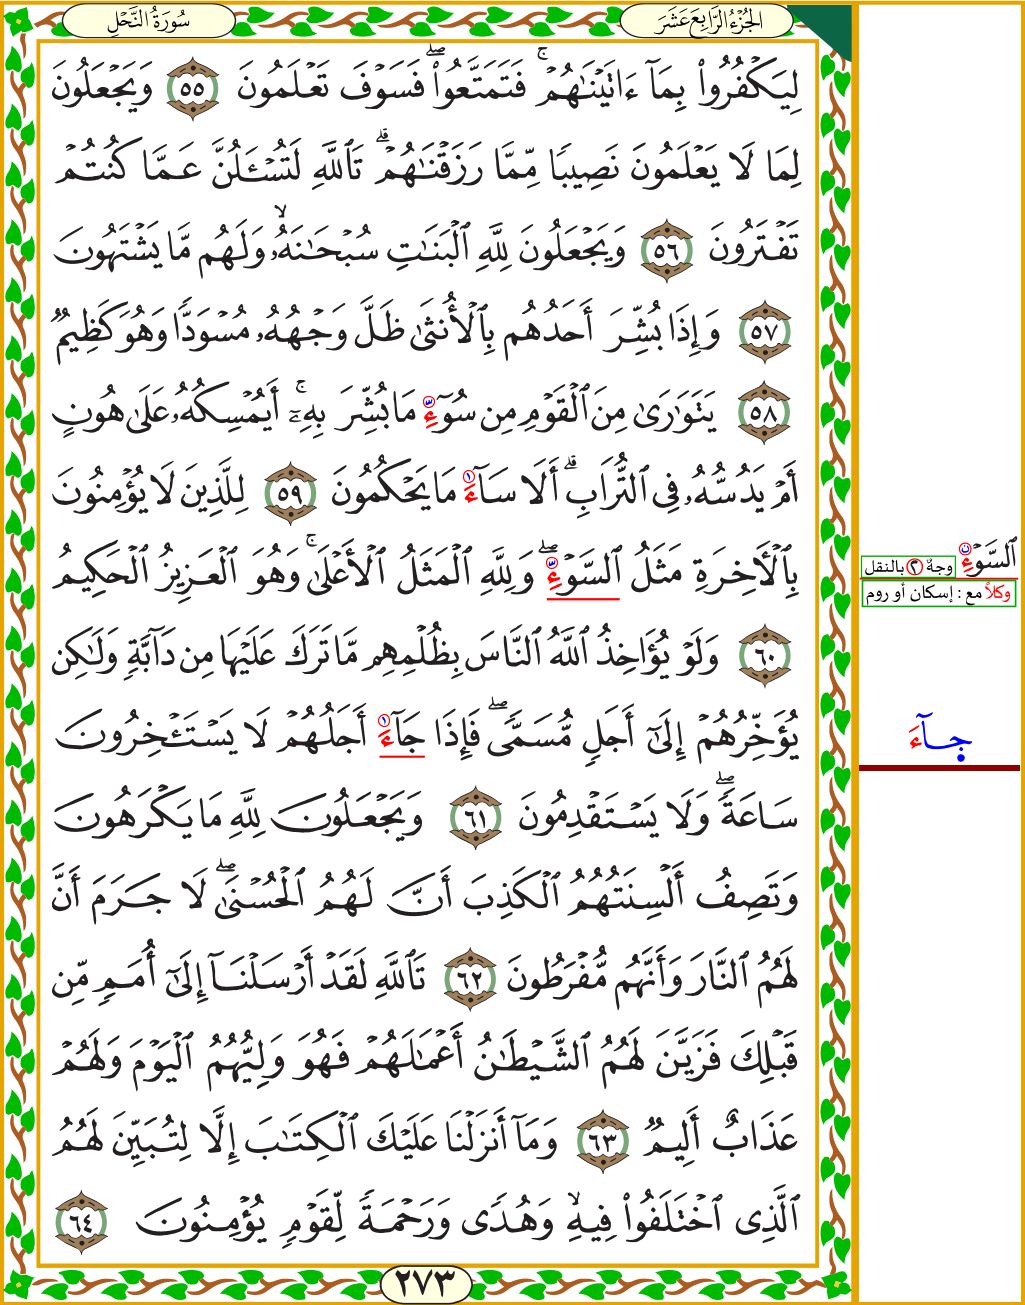 الجُزْءُ الرَّابِعَ عَشَرَ
سُورَةُ النَّحْلِ
لِيَكْفُرُوا۟ بِمَآ ءَاتَيْنَـٰهُمْ ۚ فَتَمَتَّعُوا۟ ۖ فَسَوْفَ تَعْلَمُونَ ٥٥ وَيَجْعَلُونَ
لِمَا لَا يَعْلَمُونَ نَصِيبًا مِّمَّا رَزَقْنَـٰهُمْ ۗ تَٱللَّهِ لَتُسْـَٔلُنَّ عَمَّا كُنتُمْ
تَفْتَرُونَ ٥٦ وَيَجْعَلُونَ لِلَّهِ ٱلْبَنَـٰتِ سُبْحَـٰنَهُۥ ۙ وَلَهُم مَّا يَشْتَهُونَ
٥٧ وَإِذَا بُشِّرَ أَحَدُهُم بِٱلْأُنثَىٰ ظَلَّ وَجْهُهُۥ مُسْوَدًّا وَهُوَ كَظِيمٌ
٥٨ يَتَوَٰرَىٰ مِنَ ٱلْقَوْمِ مِن سُوٓءِ مَا بُشِّرَ بِهِۦٓ ۚ أَيُمْسِكُهُۥ عَلَىٰ هُونٍ
أَمْ يَدُسُّهُۥ فِى ٱلتُّرَابِ ۗ أَلَا سَآءَ مَا يَحْكُمُونَ ٥٩ لِلَّذِينَ لَا يُؤْمِنُونَ
بِٱلْـَٔاخِرَةِ مَثَلُ ٱلسَّوْءِ ۖ وَلِلَّهِ ٱلْمَثَلُ ٱلْأَعْلَىٰ ۚ وَهُوَ ٱلْعَزِيزُ ٱلْحَكِيمُ
٦٠ وَلَوْ يُؤَاخِذُ ٱللَّهُ ٱلنَّاسَ بِظُلْمِهِم مَّا تَرَكَ عَلَيْهَا مِن دَآبَّةٍ وَلَـٰكِن
يُؤَخِّرُهُمْ إِلَىٰٓ أَجَلٍ مُّسَمًّى ۖ فَإِذَا جَآءَ أَجَلُهُمْ لَا يَسْتَـْٔخِرُونَ
سَاعَةً ۖ وَلَا يَسْتَقْدِمُونَ ٦١ وَيَجْعَلُونَ لِلَّهِ مَا يَكْرَهُونَ
وَتَصِفُ أَلْسِنَتُهُمُ ٱلْكَذِبَ أَنَّ لَهُمُ ٱلْحُسْنَىٰ ۖ لَا جَرَمَ أَنَّ
لَهُمُ ٱلنَّارَ وَأَنَّهُم مُّفْرَطُونَ ٦٢ تَٱللَّهِ لَقَدْ أَرْسَلْنَآ إِلَىٰٓ أُمَمٍ مِّن
قَبْلِكَ فَزَيَّنَ لَهُمُ ٱلشَّيْطَـٰنُ أَعْمَـٰلَهُمْ فَهُوَ وَلِيُّهُمُ ٱلْيَوْمَ وَلَهُمْ
عَذَابٌ أَلِيمٌ ٦٣ وَمَآ أَنزَلْنَا عَلَيْكَ ٱلْكِتَـٰبَ إِلَّا لِتُبَيِّنَ لَهُمُ
ٱلَّذِى ٱخْتَلَفُوا۟ فِيهِ ۙ وَهُدًى وَرَحْمَةً لِّقَوْمٍ يُؤْمِنُونَ ٦٤
ٱلسَّوْءِ وجهٌ ٢ بالنقل
وكلاً مع : إسكان أو روم
جآءَ
٢٧٣